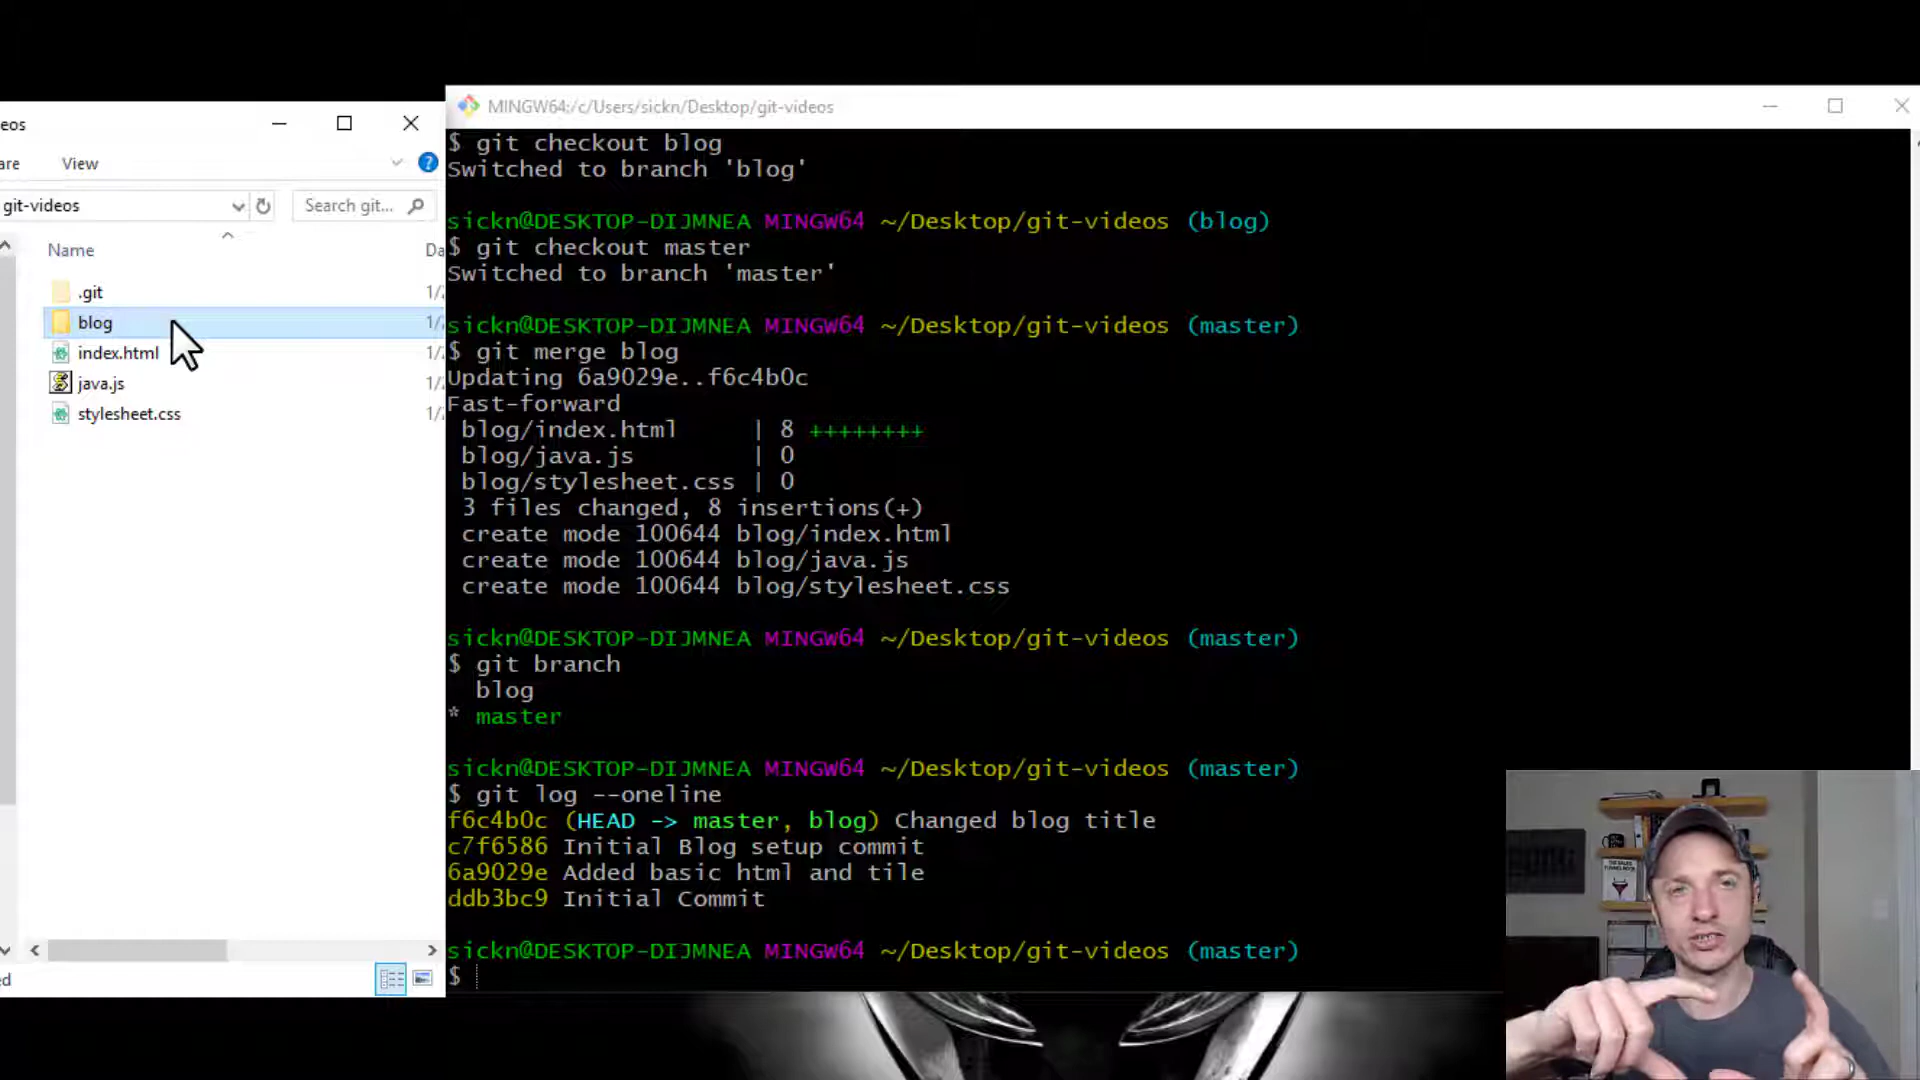 eos
are
View
git-videos
Search git...
Name
Da
.git
1/
blog
1/
index.html
1/
java.js
1/
stylesheet.css
1/
ed
MINGW64:/c/Users/sickn/Desktop/git-videos
$ git checkout blog
Switched to branch 'blog'
sickn@DESKTOP-DIJMNEA MINGW64 ~/Desktop/git-videos (blog)
$ git checkout master
Switched to branch 'master'
sickn@DESKTOP-DIJMNEA MINGW64 ~/Desktop/git-videos (master)
$ git merge blog
Updating 6a9029e..f6c4b0c
Fast-forward
blog/index.html | 8 ++++++++
blog/java.js | 0
blog/stylesheet.css | 0
3 files changed, 8 insertions(+)
create mode 100644 blog/index.html
create mode 100644 blog/java.js
create mode 100644 blog/stylesheet.css
sickn@DESKTOP-DIJMNEA MINGW64 ~/Desktop/git-videos (master)
$ git branch
blog
* master
sickn@DESKTOP-DIJMNEA MINGW64 ~/Desktop/git-videos (master)
$ git log --oneline
f6c4b0c (HEAD -> master, blog) Changed blog title
c7f6586 Initial Blog setup commit
6a9029e Added basic html and tile
ddb3bc9 Initial Commit
sickn@DESKTOP-DIJMNEA MINGW64 ~/Desktop/git-videos (master)
$